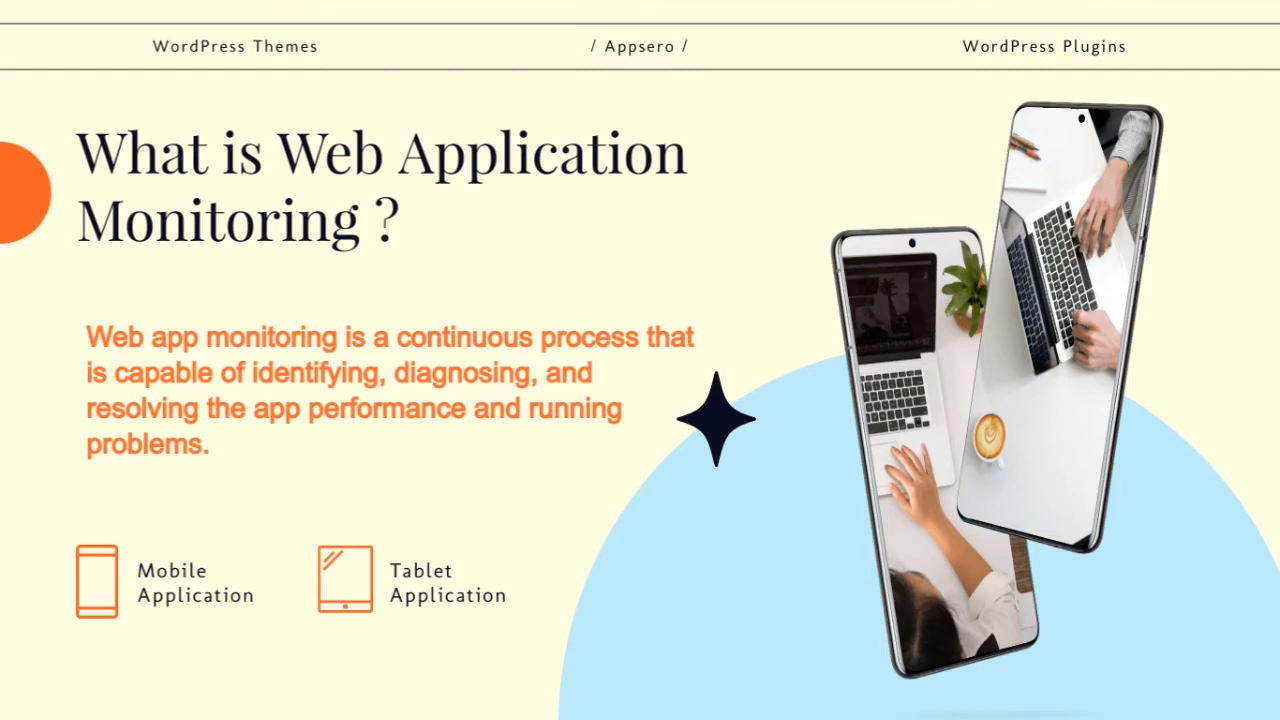 WordPress Themes
/ Appsero /
WordPress Plugins
What is Web Application
Monitoring ?
Web app monitoring is a continuous process that
is capable of identifying, diagnosing, and
resolving the app performance and running
problems.
Mobile
Application
Tablet
Application